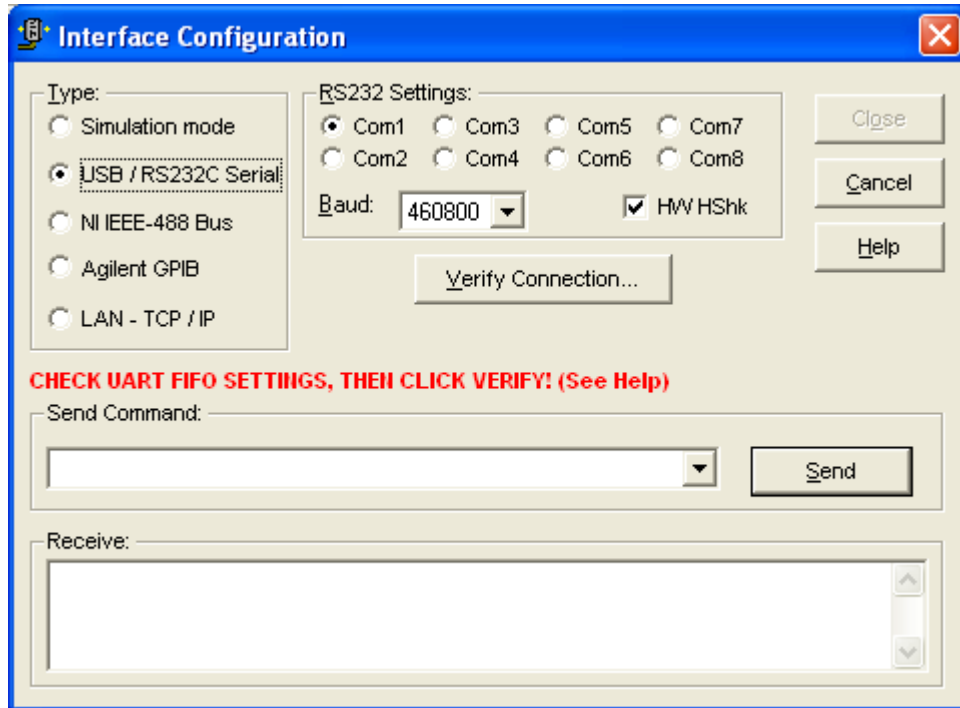 Interface Configuration
Type:
Simulation mode
USB / RS232C Serial
NI IEEE-488 Bus
Agilent GPIB
LAN - TCP / IP
RS232 Settings:
Com1 Com3 Com5 Com7
Com2 Com4 Com6 Com8
Baud: 460800 HW HShk
Verify Connection...
Close
Cancel
Help
CHECK UART FIFO SETTINGS, THEN CLICK VERIFY! (See Help)
Send Command:
Send
Receive: